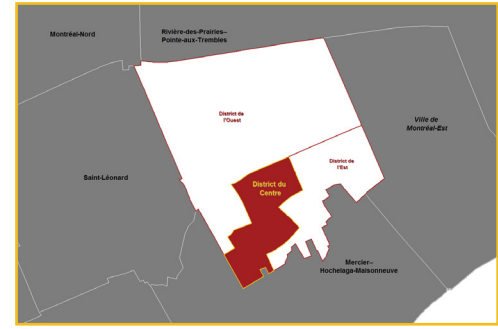 Montréal-Nord
Rivière-des-Prairies–
Pointe-aux-Trembles
District de
l'Ouest
Ville de
Montréal-Est
District de
l'Est
Saint-Léonard
District du
Centre
Mercier–
Hochelaga-Maisonneuve